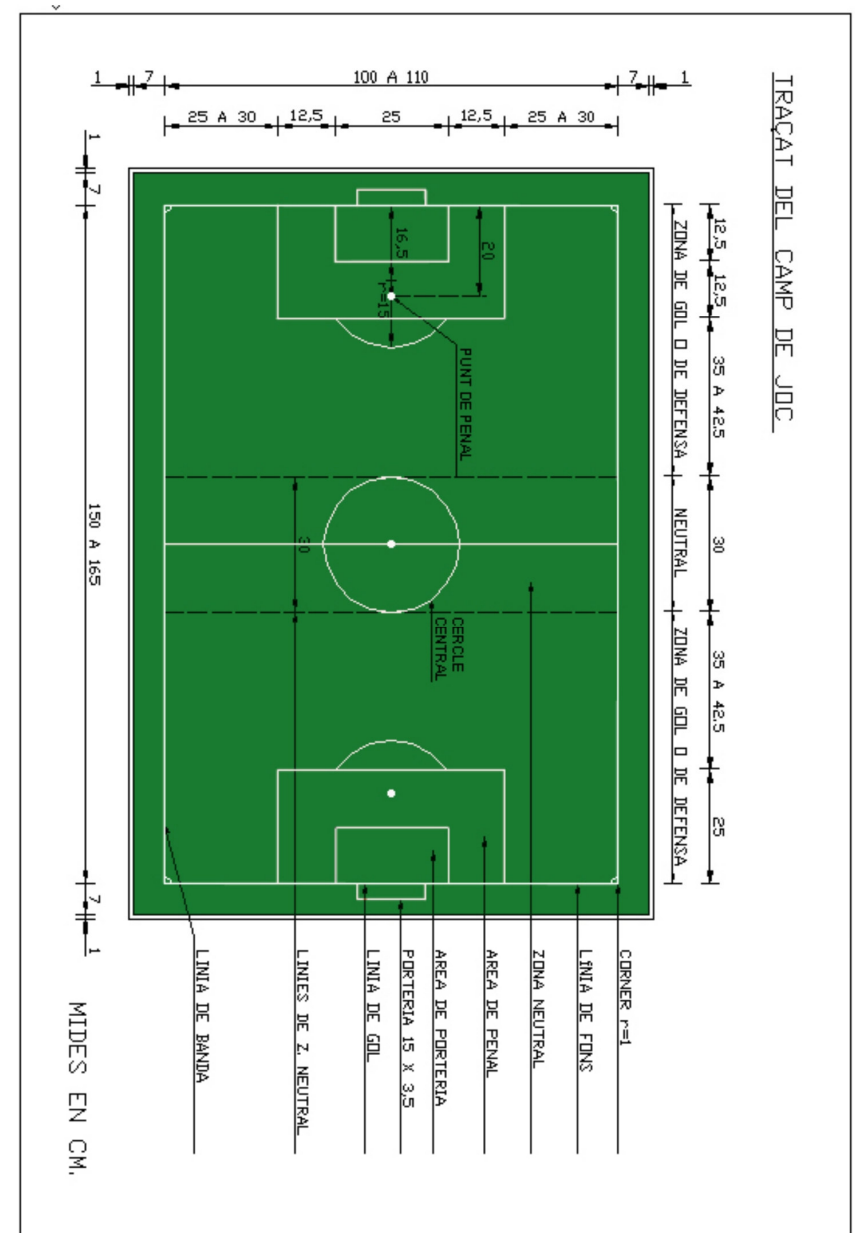 TRAÇAT DEL CAMP DE JOC
1
7
100 A 110
7
1
25 A 30
12,5
25
12,5
25 A 30
1
7
150 A 165
7
1
12,5
12,5
35 A 42,5
30
35 A 42,5
25
ZONA DE GOL O DE DEFENSA
NEUTRAL
ZONA DE GOL O DE DEFENSA
16,5
20
r=15
PUNT DE PENAL
30
CERCLE
CENTRAL
CORNER r=1
LíNIA DE FONS
ZONA NEUTRAL
AREA DE PENAL
AREA DE PORTERIA
PORTERIA 15 X 3,5
LINIA DE GOL
LINIES DE Z. NEUTRAL
LINIA DE BANDA
MIDES EN CM.